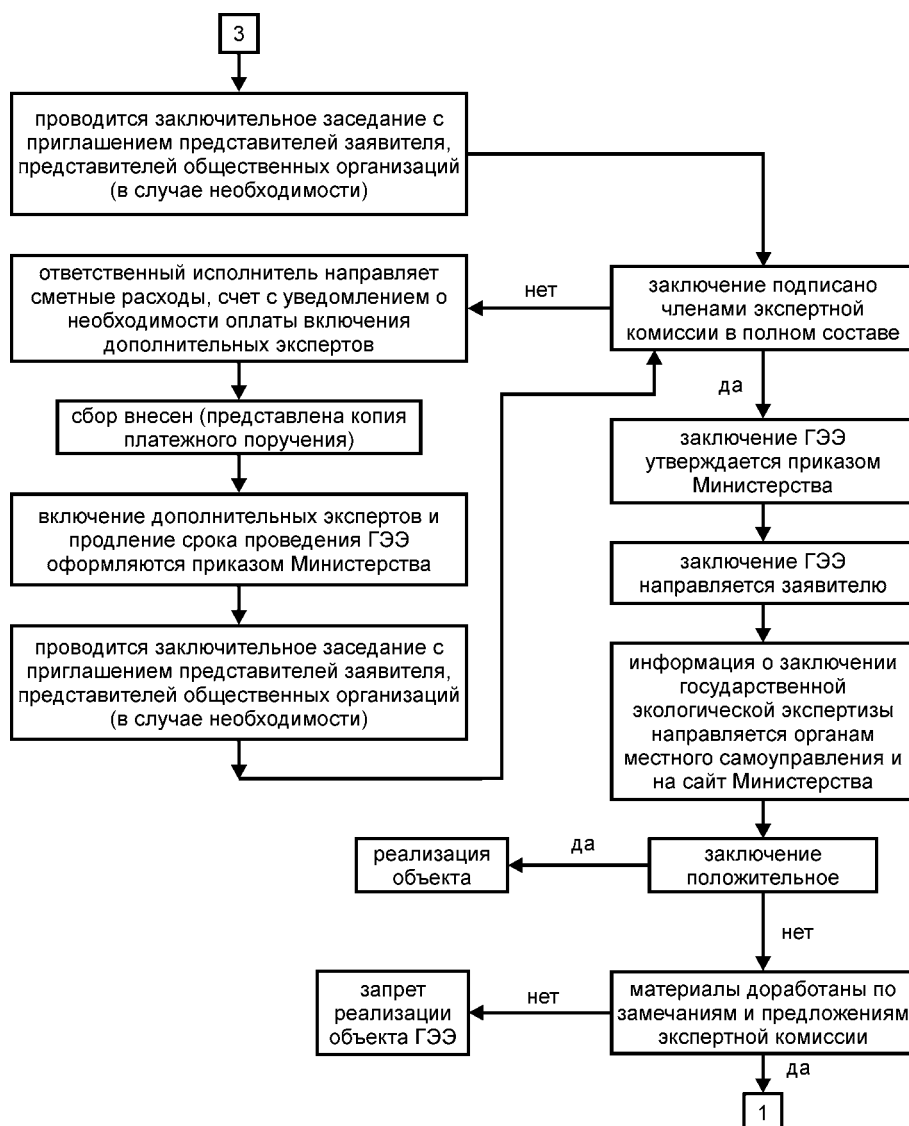 3
проводится заключительное заседание с
приглашением представителей заявителя,
представителей общественных организаций
(в случае необходимости)
ответственный исполнитель направляет
сметные расходы, счет с уведомлением о
необходимости оплаты включения
дополнительных экспертов
нет
заключение подписано
членами экспертной
комиссии в полном составе
да
сбор внесен (представлена копия
платежного поручения)
включение дополнительных экспертов и
продление срока проведения ГЭЭ
оформляются приказом Министерства
проводится заключительное заседание с
приглашением представителей заявителя,
представителей общественных организаций
(в случае необходимости)
заключение ГЭЭ
утверждается приказом
Министерства
заключение ГЭЭ
направляется заявителю
информация о заключении
государственной
экологической экспертизы
направляется органам
местного самоуправления и
на сайт Министерства
реализация
объекта
да
заключение
положительное
нет
запрет
реализации
объекта ГЭЭ
нет
материалы доработаны по
замечаниям и предложениям
экспертной комиссии
да
1